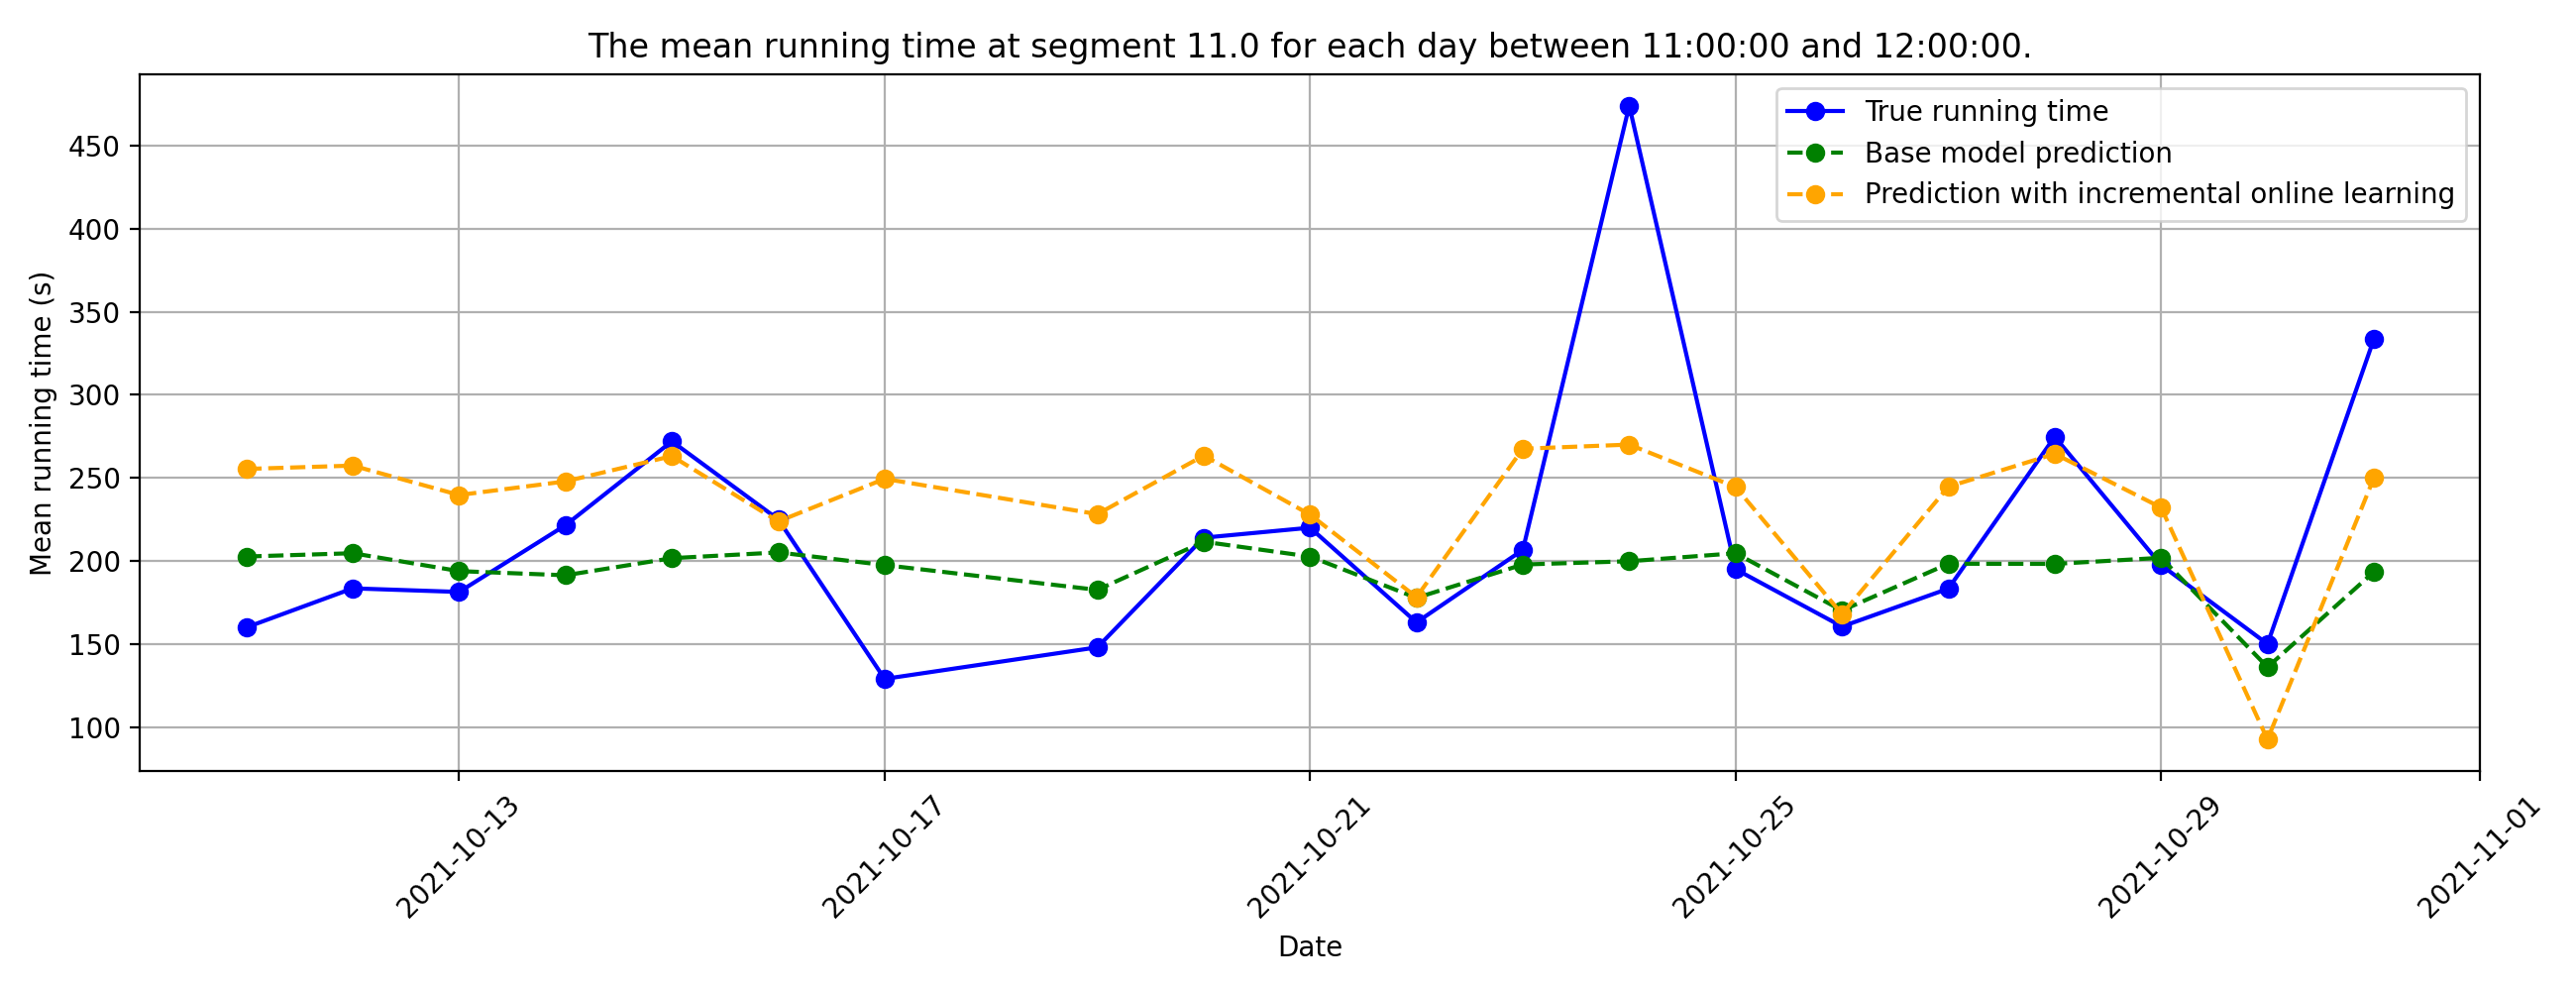 The mean running time at segment 11.0 for each day between 11:00:00 and 12:00:00.
True running time
Base model prediction
Prediction with incremental online learning
Mean running time (s)
450
400
350
300
250
200
150
100
2021-10-13
2021-10-17
2021-10-21
2021-10-25
2021-10-29
2021-11-01
Date